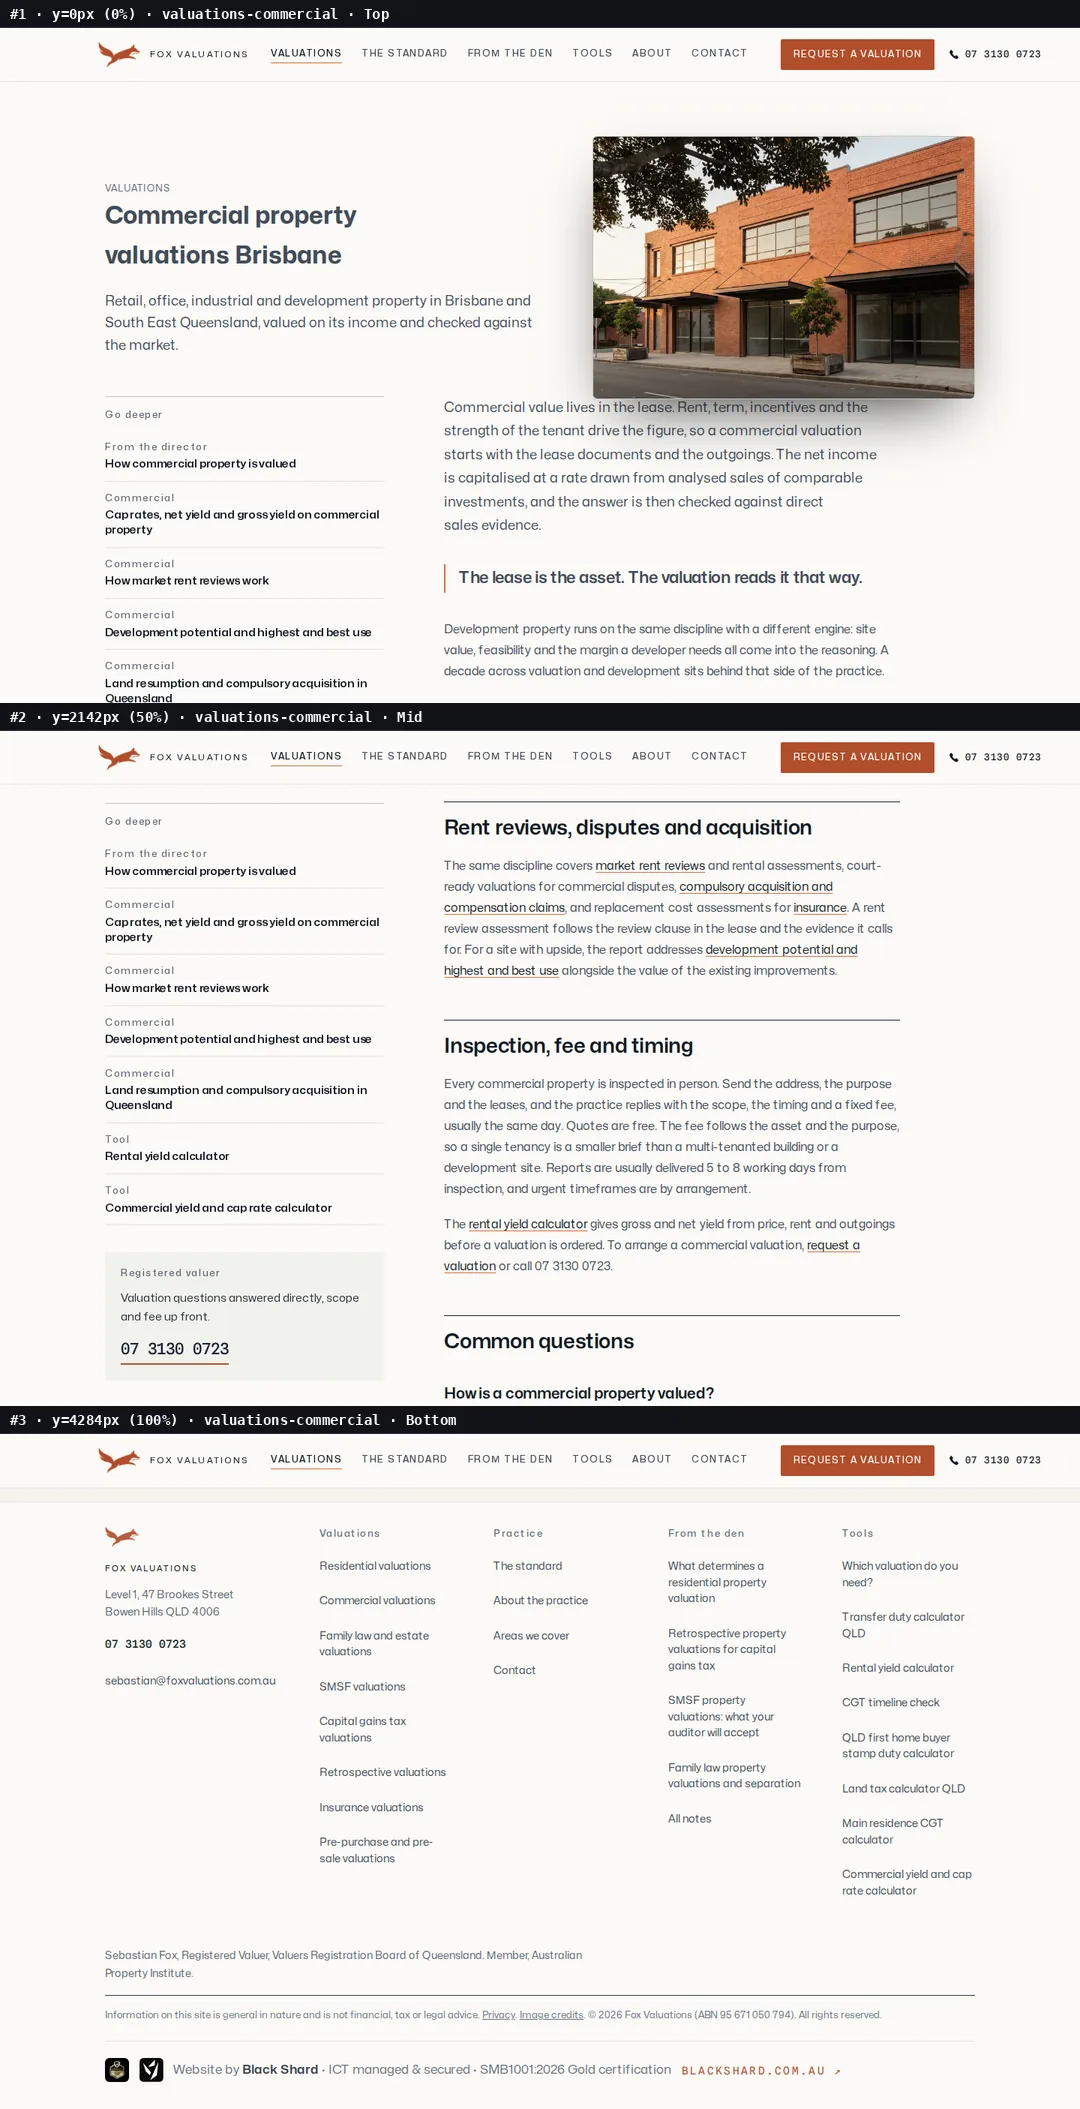 #1 · y=0px (0%) · valuations-commercial · Top
FOX VALUATIONS
VALUATIONS
THE STANDARD
FROM THE DEN
TOOLS
ABOUT
CONTACT
REQUEST A VALUATION
07 3130 0723
VALUATIONS
Commercial property
valuations Brisbane
Retail, office, industrial and development property in Brisbane and
South East Queensland, valued on its income and checked against
the market.
Go deeper
From the director
How commercial property is valued
Commercial
Cap rates, net yield and gross yield on commercial
property
Commercial
How market rent reviews work
Commercial
Development potential and highest and best use
Commercial
Land resumption and compulsory acquisition in
Queensland
Commercial value lives in the lease. Rent, term, incentives and the
strength of the tenant drive the figure, so a commercial valuation
starts with the lease documents and the outgoings. The net income
is capitalised at a rate drawn from analysed sales of comparable
investments, and the answer is then checked against direct
sales evidence.
The lease is the asset. The valuation reads it that way.
Development property runs on the same discipline with a different engine: site
value, feasibility and the margin a developer needs all come into the reasoning. A
decade across valuation and development sits behind that side of the practice.
#2 · y=2142px (50%) · valuations-commercial · Mid
FOX VALUATIONS
VALUATIONS
THE STANDARD
FROM THE DEN
TOOLS
ABOUT
CONTACT
REQUEST A VALUATION
07 3130 0723
Go deeper
From the director
How commercial property is valued
Commercial
Cap rates, net yield and gross yield on commercial
property
Commercial
How market rent reviews work
Commercial
Development potential and highest and best use
Commercial
Land resumption and compulsory acquisition in
Queensland
Tool
Rental yield calculator
Tool
Commercial yield and cap rate calculator
Registered valuer
Valuation questions answered directly, scope
and fee up front.
07 3130 0723
Rent reviews, disputes and acquisition
The same discipline covers market rent reviews and rental assessments, court-
ready valuations for commercial disputes, compulsory acquisition and
compensation claims, and replacement cost assessments for insurance. A rent
review assessment follows the review clause in the lease and the evidence it calls
for. For a site with upside, the report addresses development potential and
highest and best use alongside the value of the existing improvements.
Inspection, fee and timing
Every commercial property is inspected in person. Send the address, the purpose
and the leases, and the practice replies with the scope, the timing and a fixed fee,
usually the same day. Quotes are free. The fee follows the asset and the purpose,
so a single tenancy is a smaller brief than a multi-tenanted building or a
development site. Reports are usually delivered 5 to 8 working days from
inspection, and urgent timeframes are by arrangement.
The rental yield calculator gives gross and net yield from price, rent and outgoings
before a valuation is ordered. To arrange a commercial valuation, request a
valuation or call 07 3130 0723.
Common questions
How is a commercial property valued?
#3 · y=4284px (100%) · valuations-commercial · Bottom
FOX VALUATIONS
VALUATIONS
THE STANDARD
FROM THE DEN
TOOLS
ABOUT
CONTACT
REQUEST A VALUATION
07 3130 0723
FOX VALUATIONS
Level 1, 47 Brookes Street
Bowen Hills QLD 4006
07 3130 0723
sebastian@foxvaluations.com.au
Valuations
Residential valuations
Commercial valuations
Family law and estate
valuations
SMSF valuations
Capital gains tax
valuations
Retrospective valuations
Insurance valuations
Pre-purchase and pre-
sale valuations
Practice
The standard
About the practice
Areas we cover
Contact
From the den
What determines a
residential property
valuation
Retrospective property
valuations for capital
gains tax
SMSF property
valuations: what your
auditor will accept
Family law property
valuations and separation
All notes
Tools
Which valuation do you
need?
Transfer duty calculator
QLD
Rental yield calculator
CGT timeline check
QLD first home buyer
stamp duty calculator
Land tax calculator QLD
Main residence CGT
calculator
Commercial yield and cap
rate calculator
Sebastian Fox, Registered Valuer, Valuers Registration Board of Queensland. Member, Australian
Property Institute.
Information on this site is general in nature and is not financial, tax or legal advice. Privacy. Image credits. © 2026 Fox Valuations (ABN 95 671 050 794). All rights reserved.
Website by Black Shard · ICT managed & secured · SMB1001:2026 Gold certification BLACKSHARD.COM.AU ↗